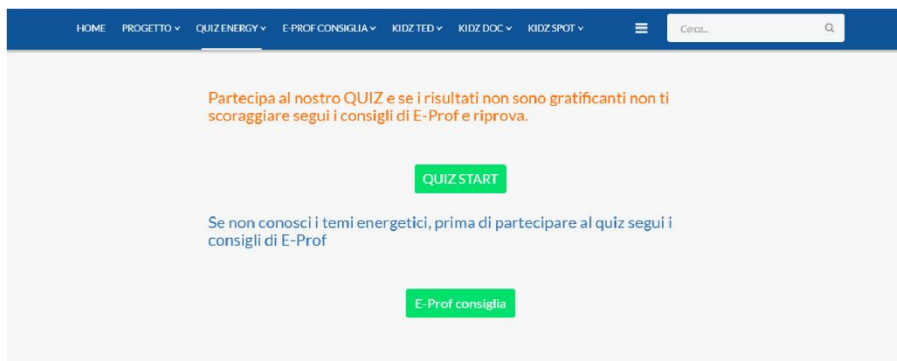 HOME PROGETTO QUIZ ENERGY E-PROF CONSIGLIA KIDZ TED KIDZ DOC KIDZ SPOT Cerca...
Partecipa al nostro QUIZ e se i risultati non sono gratificanti non ti
scoraggiare segui i consigli di E-Prof e riprova.
QUIZ START
Se non conosci i temi energetici, prima di partecipare al quiz segui i
consigli di E-Prof
E-Prof consiglia